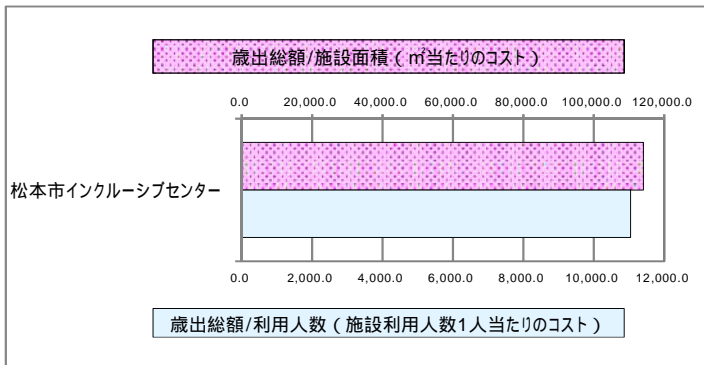 歳出総額/施設面積(㎡当たりのコスト)
0.0 20,000.0 40,000.0 60,000.0 80,000.0 100,000.0 120,000.0
松本市インクルーシブセンター
0.0 2,000.0 4,000.0 6,000.0 8,000.0 10,000.0 12,000.0
歳出総額/利用人数(施設利用人数1人当たりのコスト)